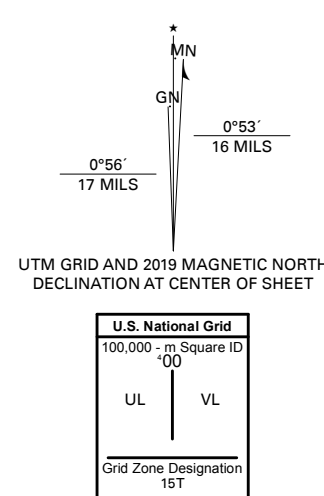 ★
MN
GN
0°53´
16 MILS
0°56´
17 MILS
UTM GRID AND 2019 MAGNETIC NORTH
DECLINATION AT CENTER OF SHEET
U.S. National Grid
100,000 - m Square ID
⁴00
UL VL
Grid Zone Designation
15T